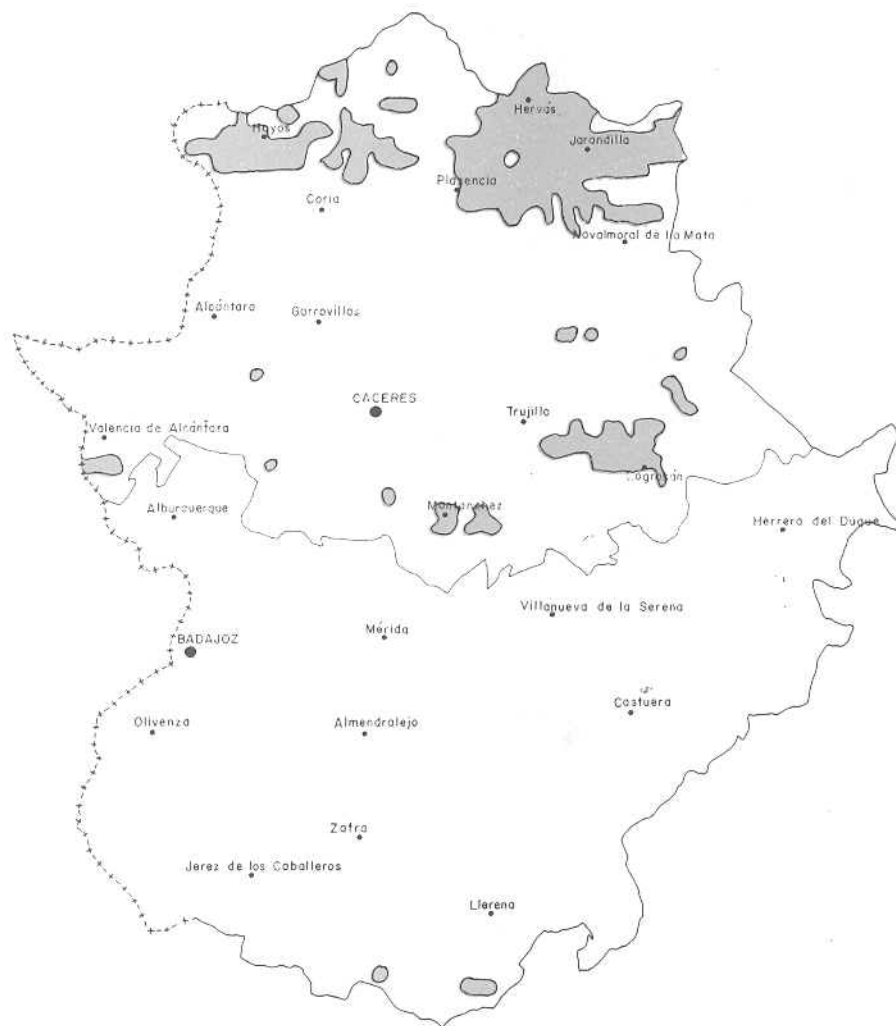 Hervás
Hoyos
Jarandilla
Plasencia
Coria
Navalmoral de La Mata
Alcántara
Garrovillas
CACERES
Trujillo
Valencia de Alcántara
Logrosán
Alburquerque
Montanchez
Herrera del Duque
Villanueva de la Serena
Mérida
BADAJOZ
Castuera
Olivenza
Almendralejo
Zafra
Jerez de los Caballeros
Llerena